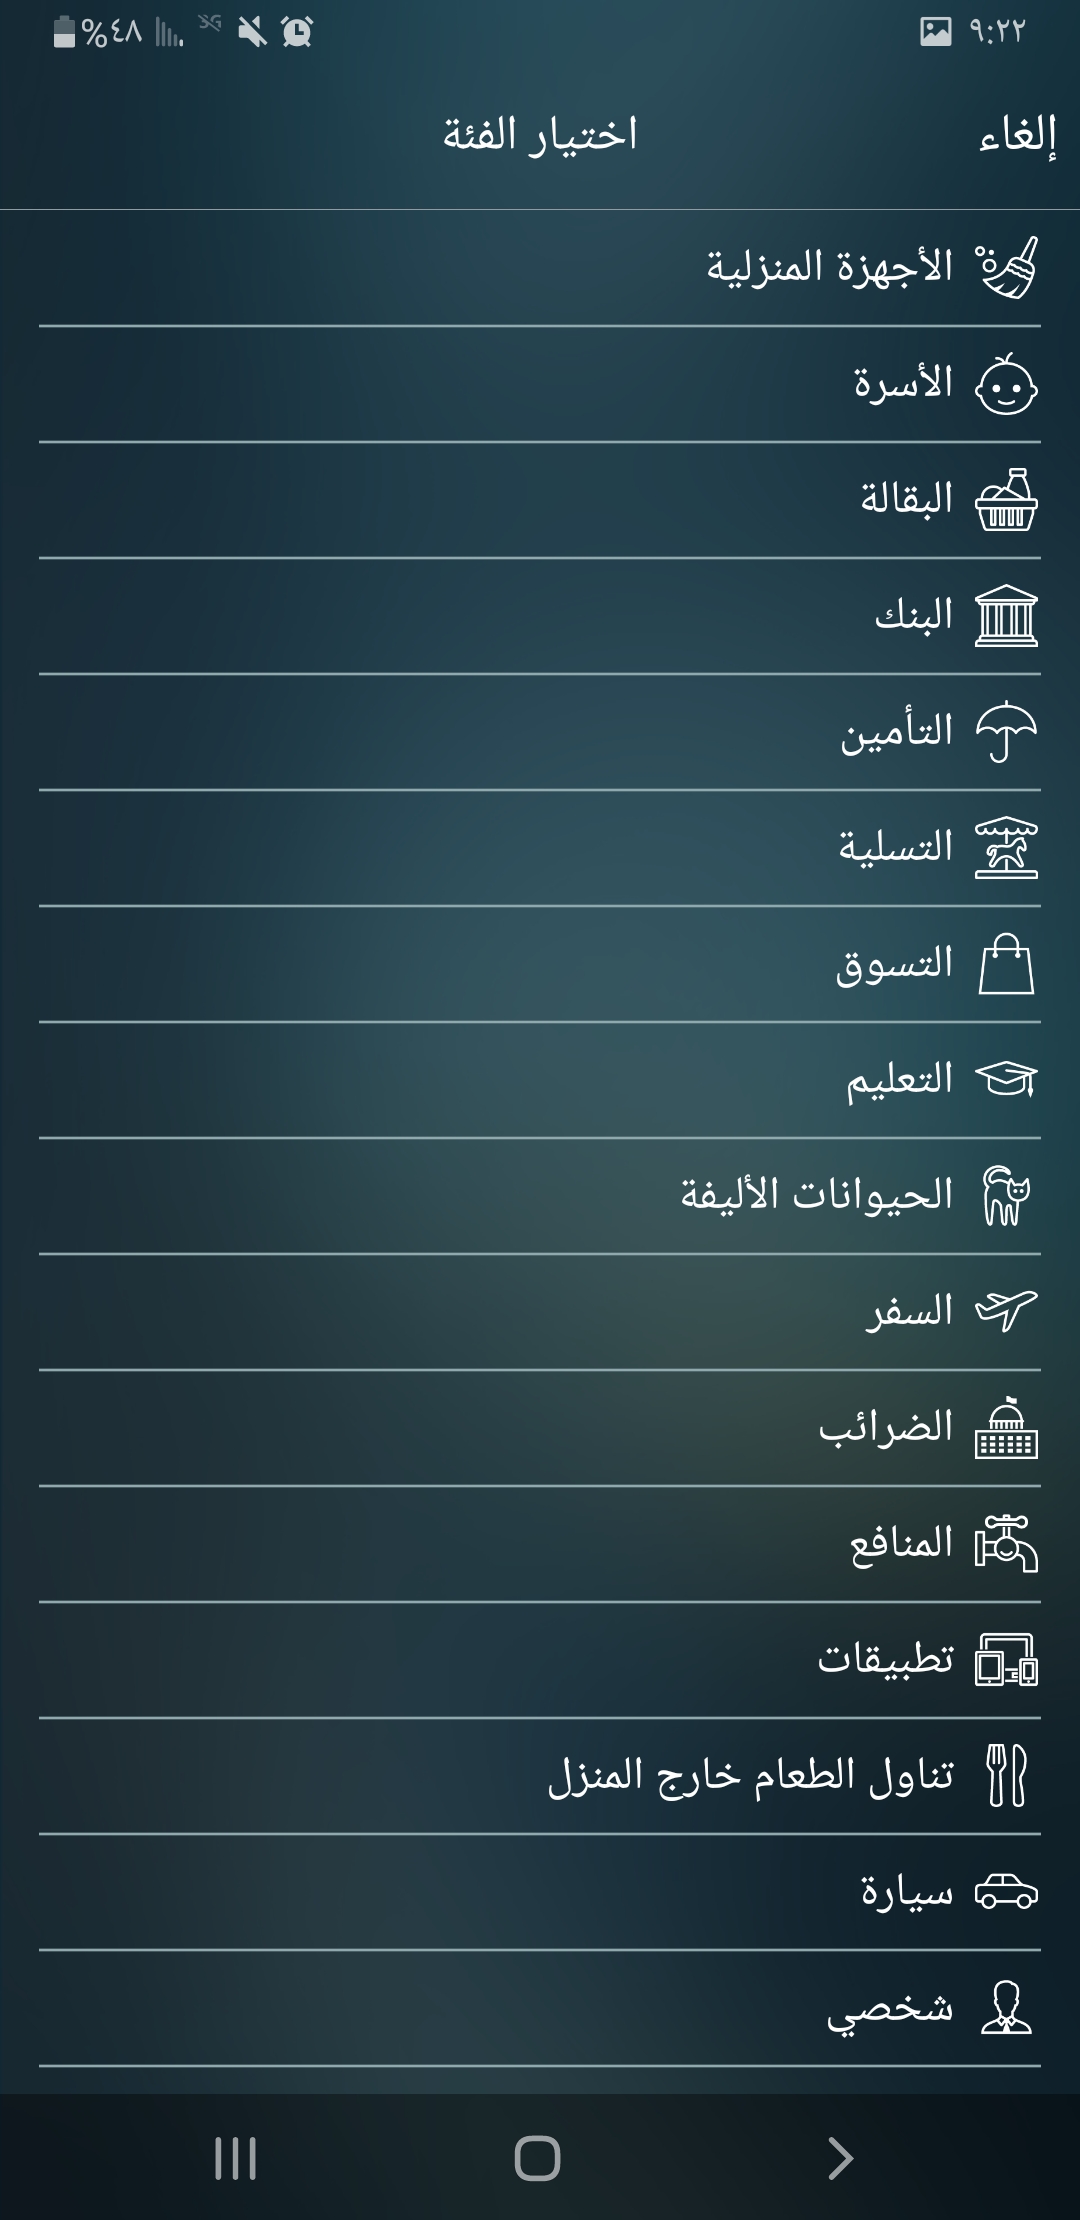 ٩:٢٢
%٤٨
إلغاء
اختيار الفئة
الأجهزة المنزلية
الأسرة
البقالة
البنك
التأمين
التسلية
التسوق
التعليم
الحيوانات الأليفة
السفر
الضرائب
المنافع
تطبيقات
تناول الطعام خارج المنزل
سيارة
شخصي